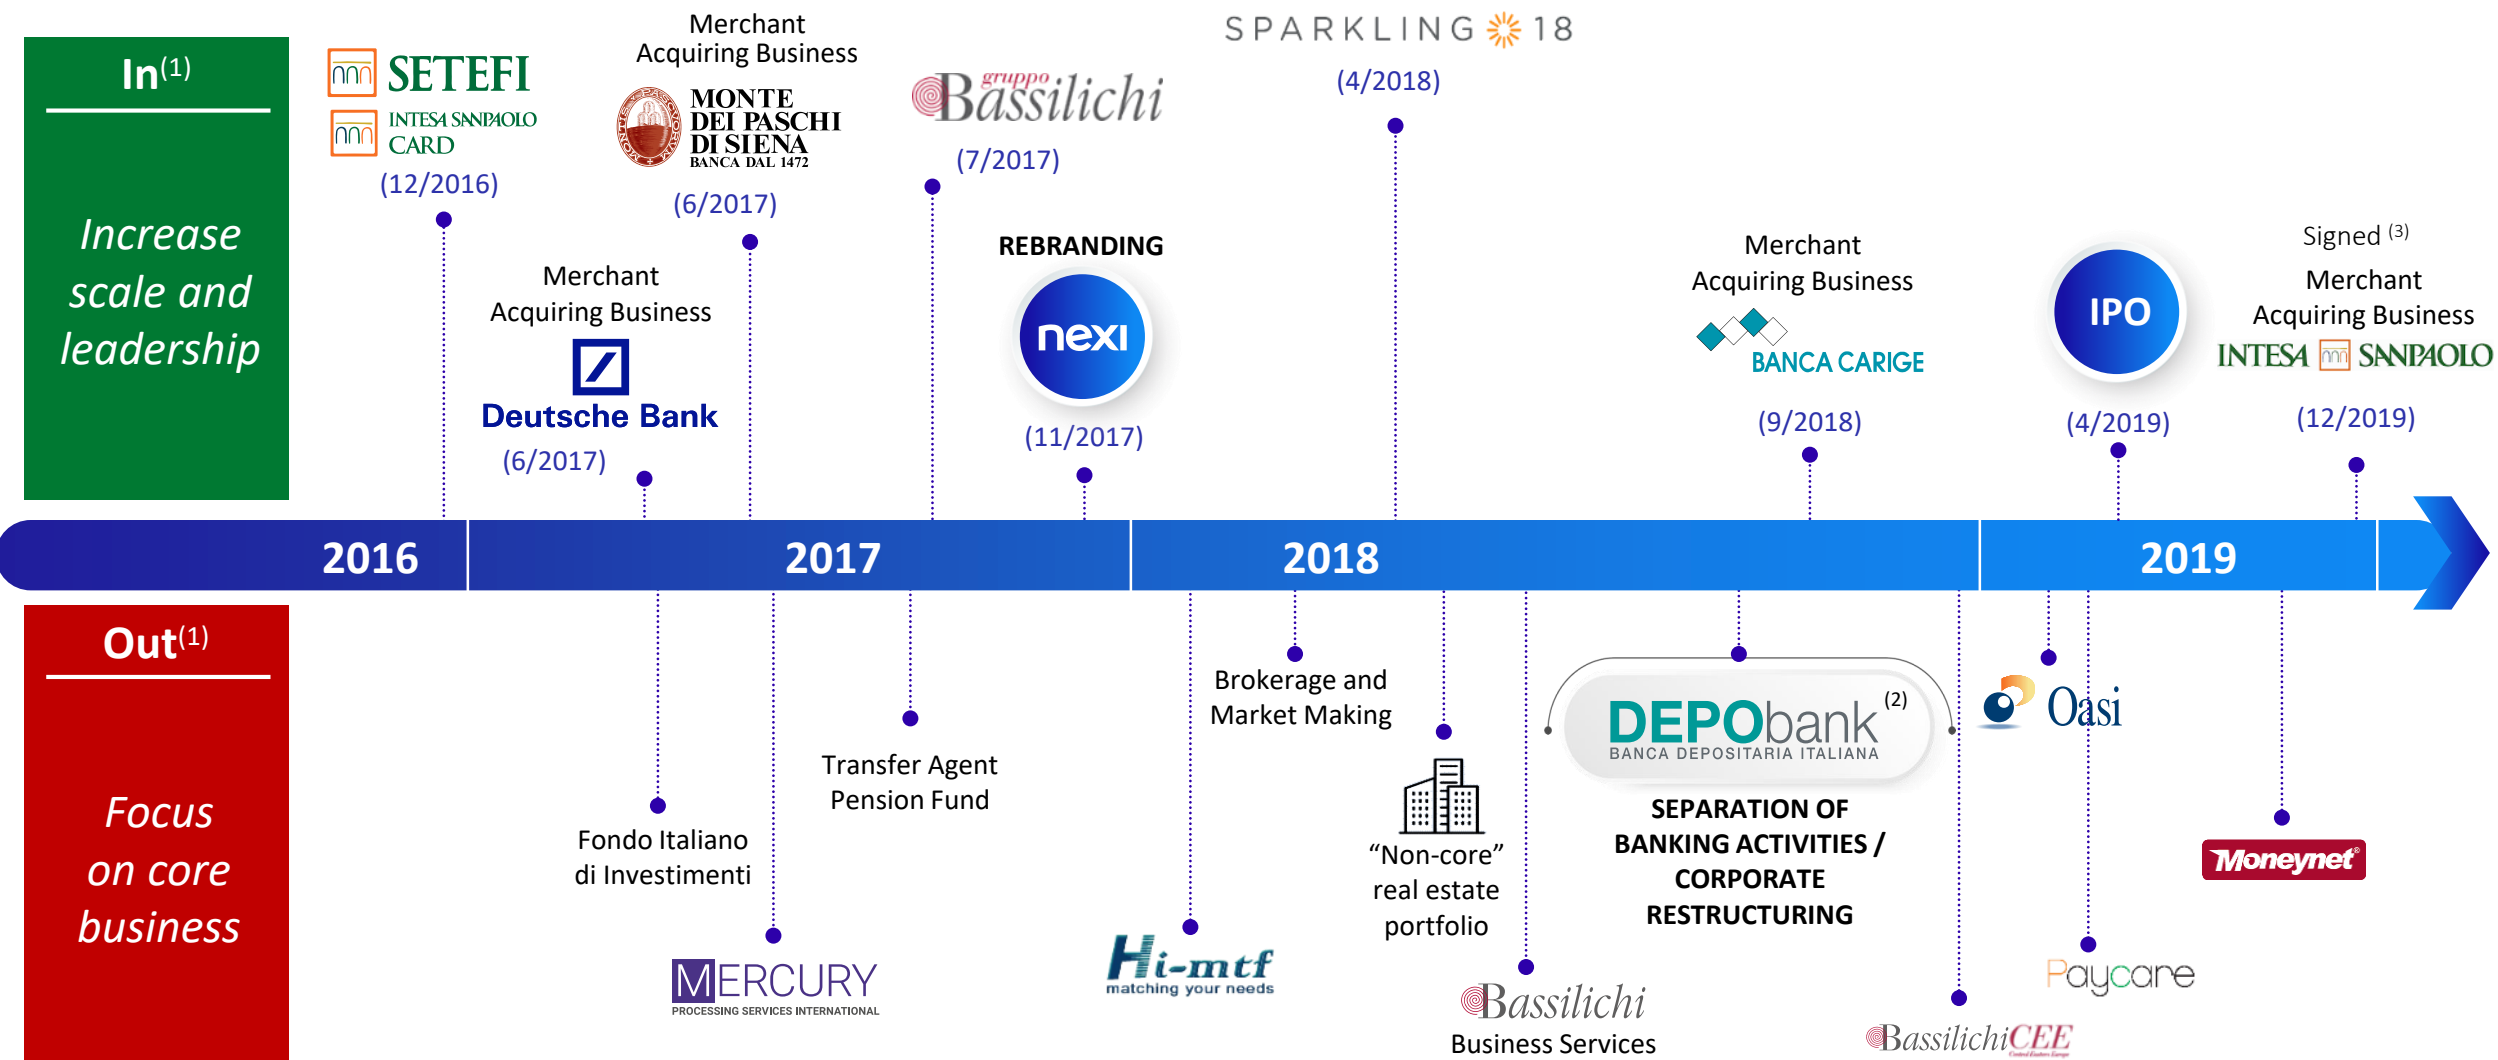 In(1)
Increase
scale and
leadership
SETEFI
INTESA SANPAOLO
CARD
(12/2016)
Merchant
Acquiring Business
Deutsche Bank
(6/2017)
Merchant
Acquiring Business
MONTE
DEI PASCHI
DI SIENA
BANCA DAL 1472
(6/2017)
gruppo
Bassilichi
(7/2017)
REBRANDING
nexi
(11/2017)
SPARKLING 18
(4/2018)
Merchant
Acquiring Business
BANCA CARIGE
(9/2018)
IPO
(4/2019)
Signed (3)
Merchant
Acquiring Business
INTESA SANPAOLO
(12/2019)
2016
2017
2018
2019
Out(1)
Focus
on core
business
Fondo Italiano
di Investimenti
MERCURY
PROCESSING SERVICES INTERNATIONAL
Transfer Agent
Pension Fund
Hi-mtf
matching your needs
Brokerage and
Market Making
“Non-core”
real estate
portfolio
Bassilichi
Business Services
DEPObank (2)
BANCA DEPOSITARIA ITALIANA
SEPARATION OF
BANKING ACTIVITIES /
CORPORATE
RESTRUCTURING
BassilichiCEE
Central Eastern Europe
Oasi
Paycare
Moneynet®